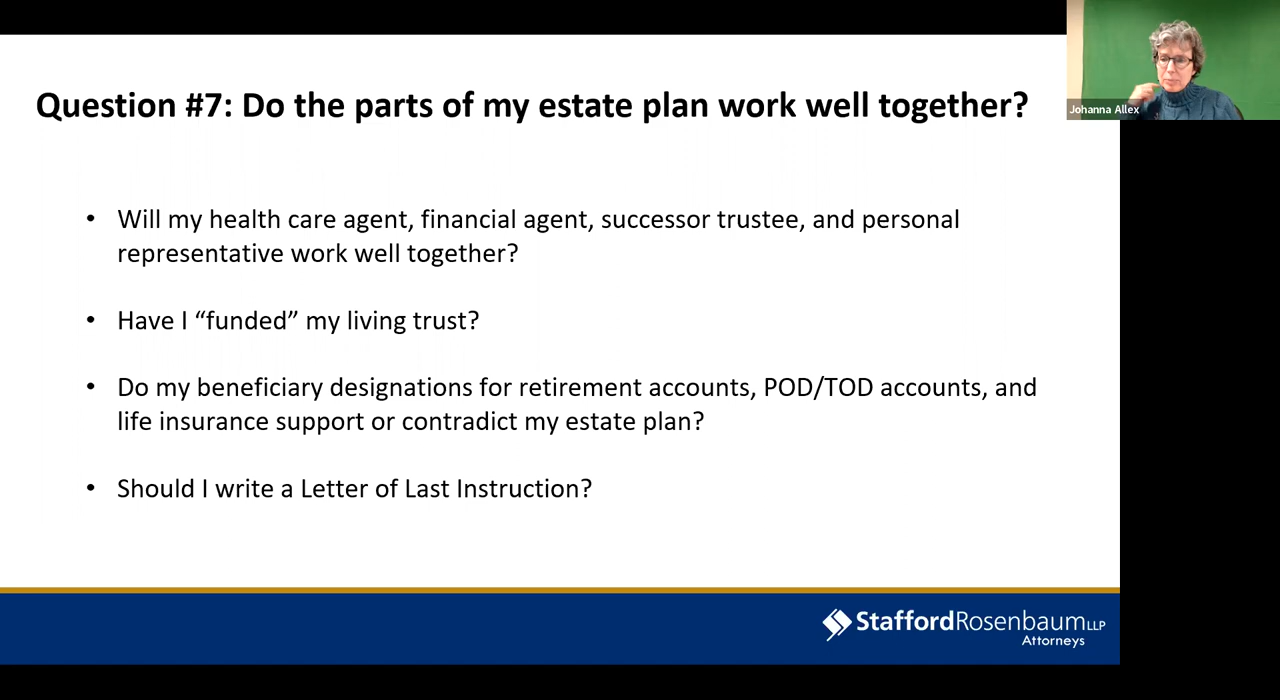 Question #7: Do the parts of my estate plan work well together?
Johanna Allex
• Will my health care agent, financial agent, successor trustee, and personal
representative work well together?
• Have I “funded” my living trust?
• Do my beneficiary designations for retirement accounts, POD/TOD accounts, and
life insurance support or contradict my estate plan?
• Should I write a Letter of Last Instruction?
StaffordRosenbaum LLP
Attorneys